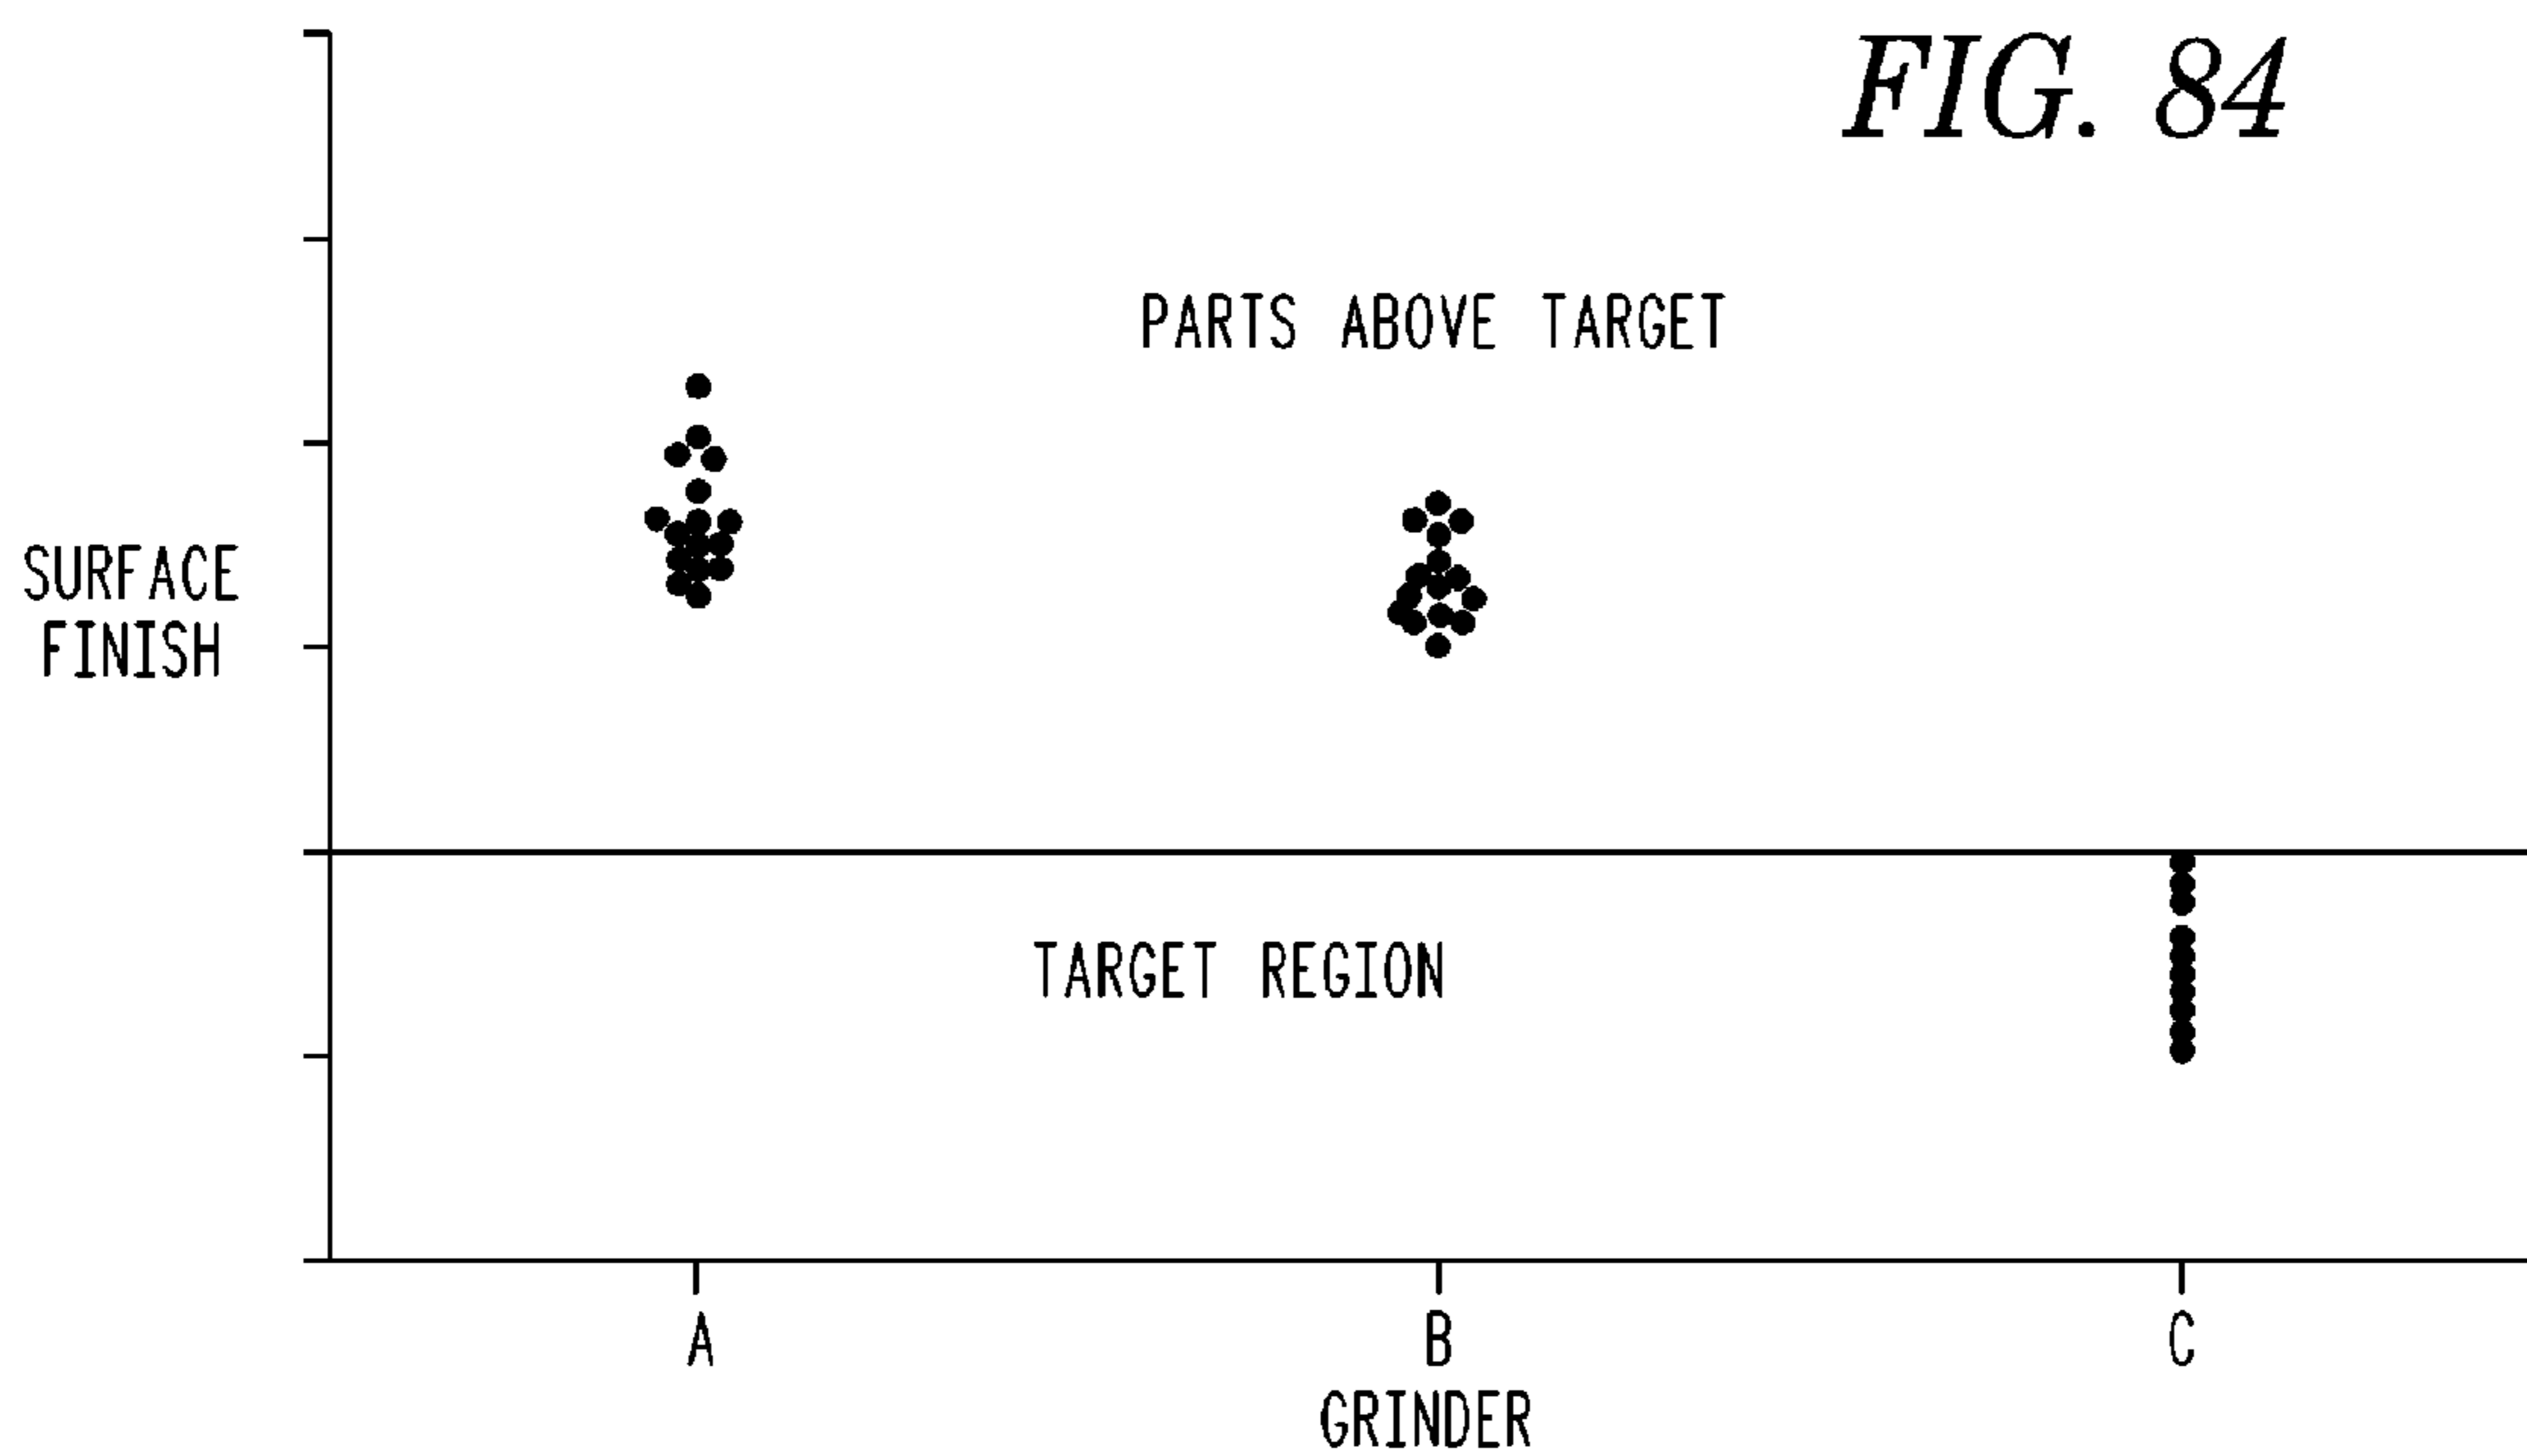 FIG. 84
PARTS ABOVE TARGET
SURFACE
FINISH
TARGET REGION
A
B
C
GRINDER